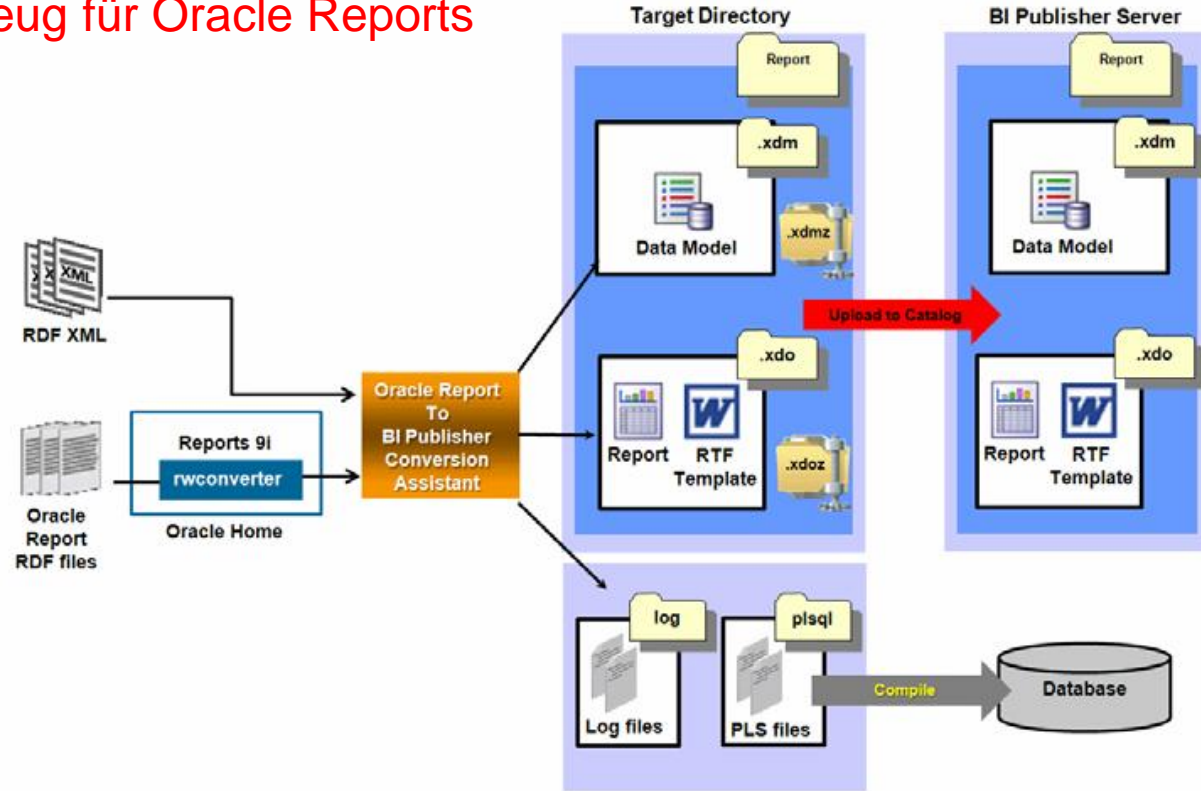 eug für Oracle Reports
Target Directory
BI Publisher Server
Report
Report
.xdm
.xdm
Data Model
.xdmz
Data Model
XML
RDF XML
Upload to Catalog
.xdo
.xdo
Oracle Report
To
BI Publisher
Conversion
Assistant
Reports 9i
rwconverter
Oracle Home
Oracle
Report
RDF files
Report
RTF
Template
.xdoz
Report
RTF
Template
log
plsql
Log files
PLS files
Compile
Database